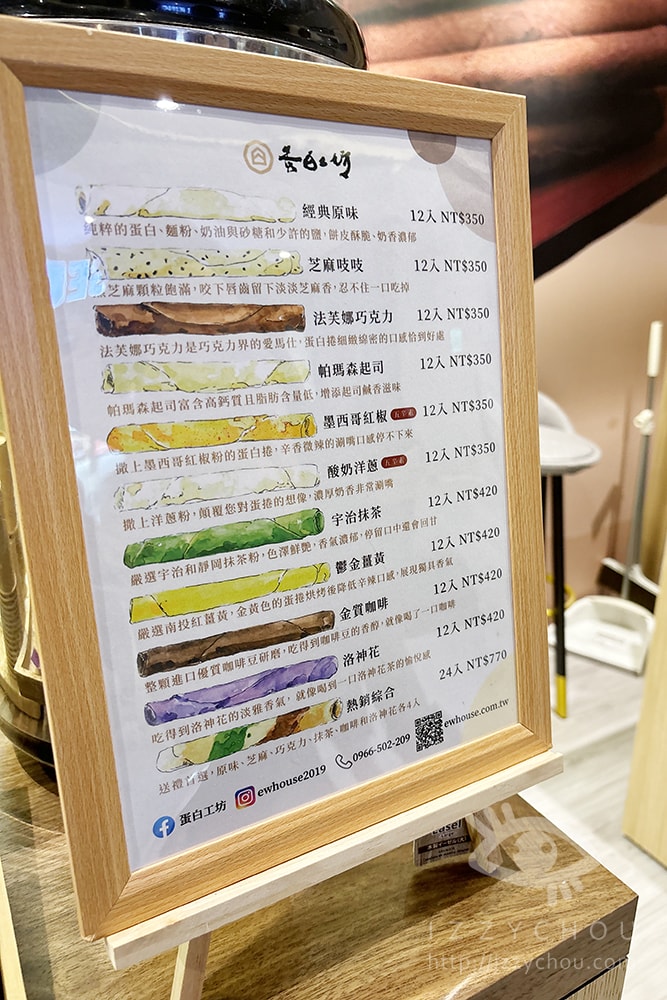 蛋白工坊
經典原味 12入 NT$350
純粹的蛋白、麵粉、奶油與砂糖和少許的鹽，餅皮酥脆、奶香濃郁
芝麻吱吱 12入 NT$350
芝麻顆粒飽滿，咬下唇齒留下淡淡芝麻香，忍不住一口吃掉
法芙娜巧克力 12入 NT$350
法芙娜巧克力是巧克力界的愛馬仕，蛋白捲細緻綿密的口感恰到好處
帕瑪森起司 12入 NT$350
帕瑪森起司富含高鈣質且脂肪含量低，增添起司鹹香滋味
墨西哥紅椒 五辛素 12入 NT$350
撒上墨西哥紅椒粉的蛋白捲，辛香微辣的涮嘴口感停不下來
酸奶洋蔥 五辛素 12入 NT$350
撒上洋蔥粉，顛覆您對蛋捲的想像，濃厚奶香非常涮嘴
宇治抹茶 12入 NT$420
嚴選宇治和靜岡抹茶粉，色澤鮮艷，香氣濃郁，停留口中還會回甘
鬱金薑黃 12入 NT$420
嚴選南投紅薑黃，金黃色的蛋捲烘烤後降低辛辣口感，展現獨具香氣
金質咖啡 12入 NT$420
整顆進口優質咖啡豆研磨，吃得到咖啡豆的香醇，就像喝了一口咖啡
洛神花 12入 NT$420
吃得到洛神花的淡雅香氣，就像喝到一口洛神花茶的愉悅感
熱銷綜合 24入 NT$770
送禮首選，原味、芝麻、巧克力、抹茶、咖啡和洛神花各4入
蛋白工坊 ewhouse2019 0966-502-209 ewhouse.com.tw
Easel
IZZYCHOU
http://izzychou.com